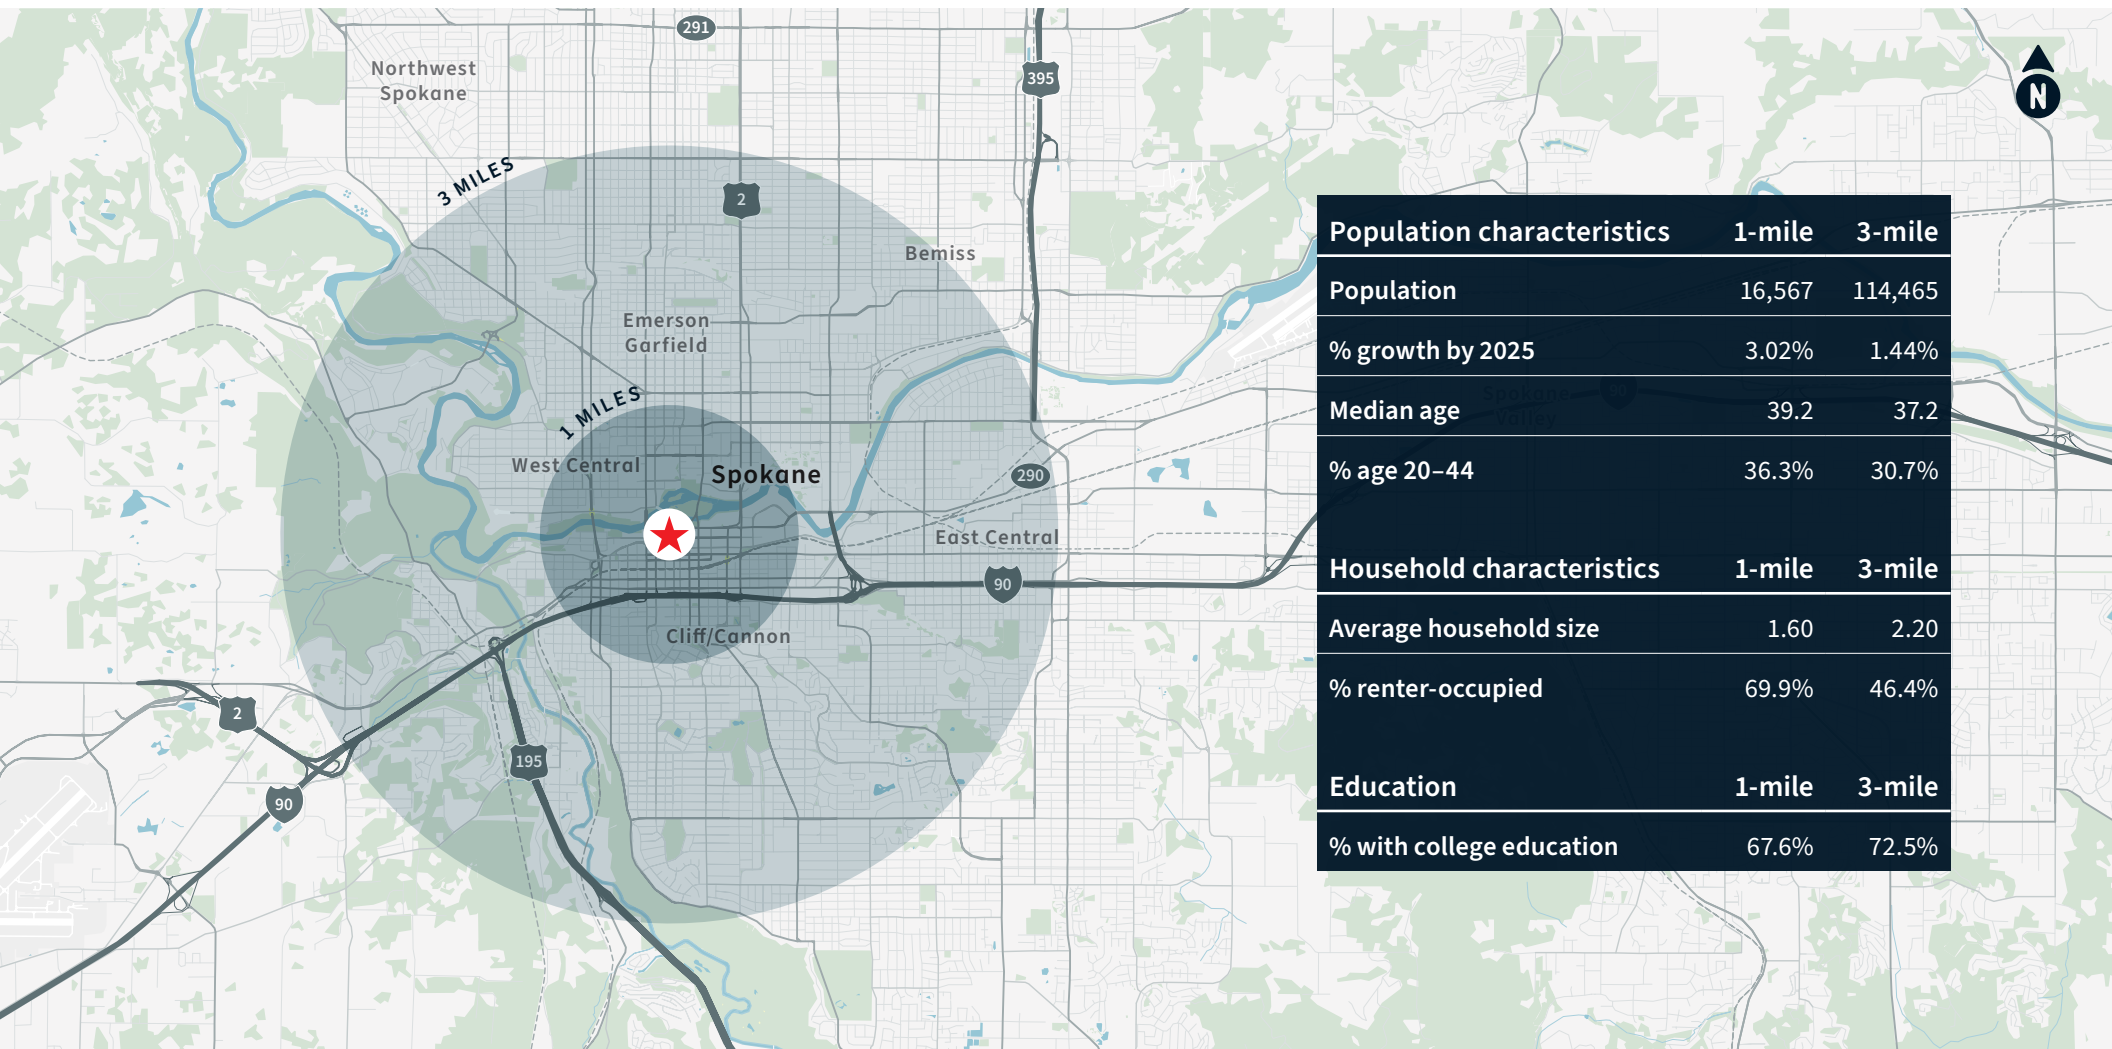 291
Northwest
Spokane
395
N
3 MILES
2
Bemiss
Emerson
Garfield
1 MILES
West Central
Spokane
290
East Central
90
Cliff/Cannon
2
195
90
Population characteristics 1-mile 3-mile
Population 16,567 114,465
% growth by 2025 3.02% 1.44%
Spokane 90
Valley
Median age 39.2 37.2
% age 20–44 36.3% 30.7%
Household characteristics 1-mile 3-mile
Average household size 1.60 2.20
% renter-occupied 69.9% 46.4%
Education 1-mile 3-mile
% with college education 67.6% 72.5%